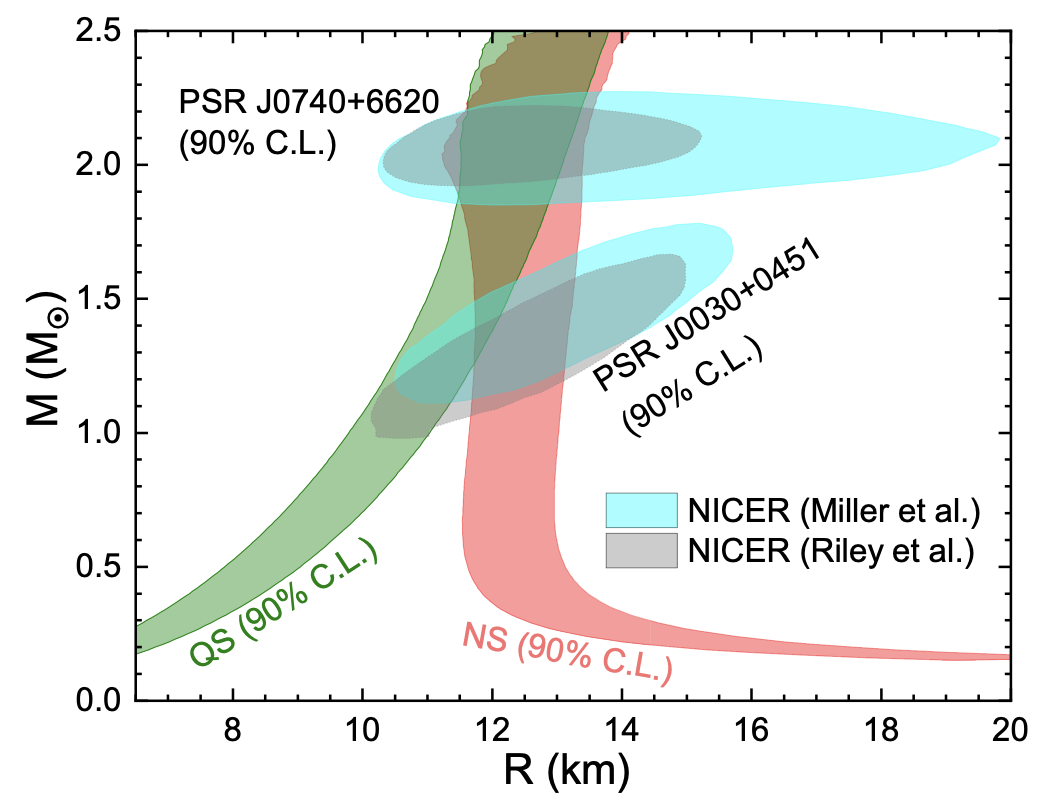 2.5
2.0
1.5
1.0
0.5
0.0
M (M☉)
PSR J0740+6620
(90% C.L.)
PSR J0030+0451
(90% C.L.)
NICER (Miller et al.)
NICER (Riley et al.)
QS (90% C.L.)
NS (90% C.L.)
8 10 12 14 16 18 20
R (km)